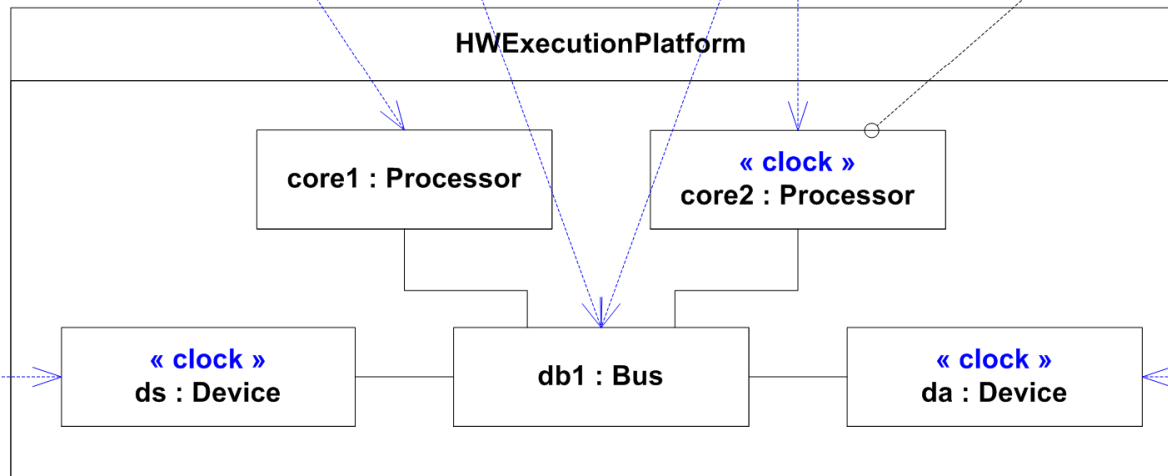 HWExecutionPlatform
core1 : Processor
« clock »
core2 : Processor
« clock »
ds : Device
db1 : Bus
« clock »
da : Device